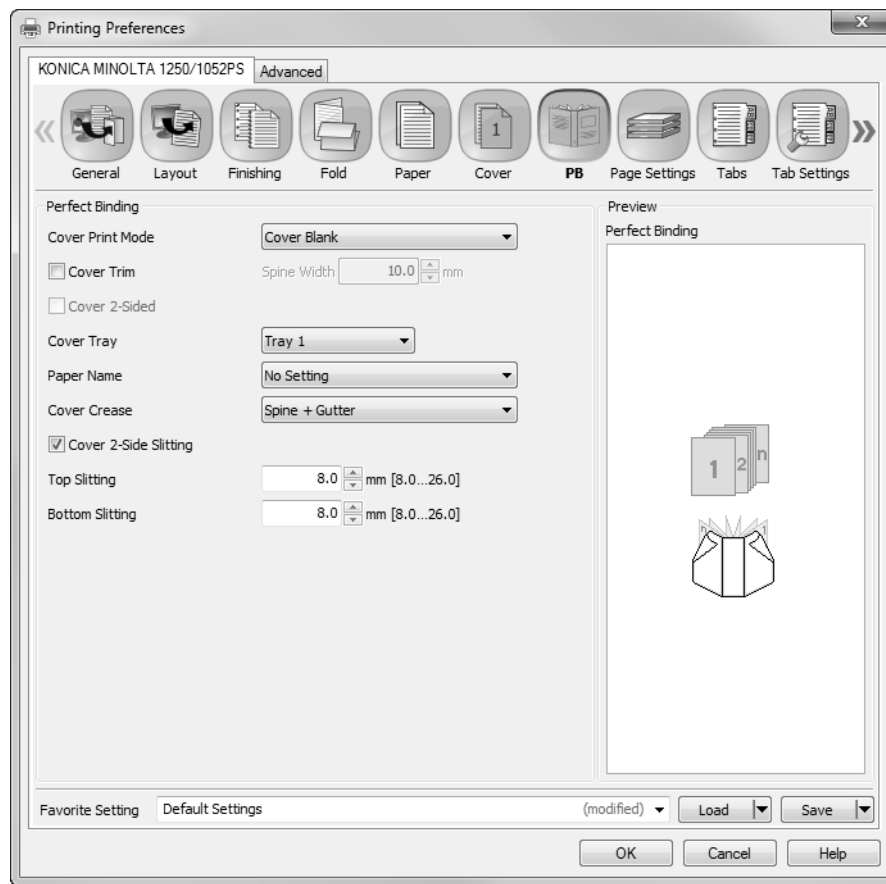 Printing Preferences
X
KONICA MINOLTA 1250/1052PS Advanced
1
General Layout Finishing Fold Paper Cover PB Page Settings Tabs Tab Settings
Perfect Binding
Cover Print Mode Cover Blank
Cover Trim Spine Width 10.0 mm
Cover 2-Sided
Cover Tray Tray 1
Paper Name No Setting
Cover Crease Spine + Gutter
Cover 2-Side Slitting
Top Slitting 8.0 mm [8.0...26.0]
Bottom Slitting 8.0 mm [8.0...26.0]
Preview
Perfect Binding
1 2 n
n 1
Favorite Setting Default Settings (modified) Load Save
OK Cancel Help